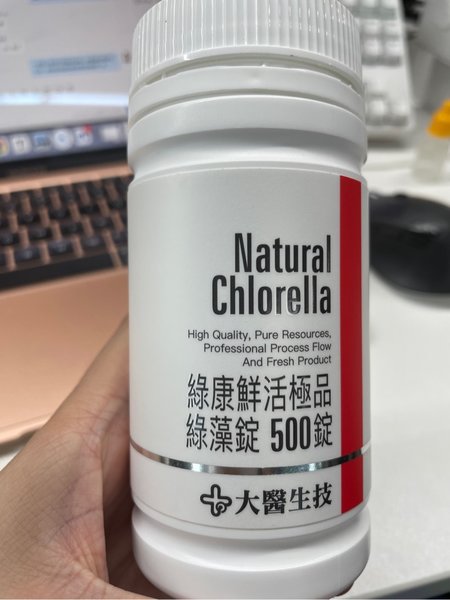 Natural
Chlorella
High Quality, Pure Resources,
Professional Process Flow
And Fresh Product
綠康鮮活極品
綠藻錠 500錠
大醫生技